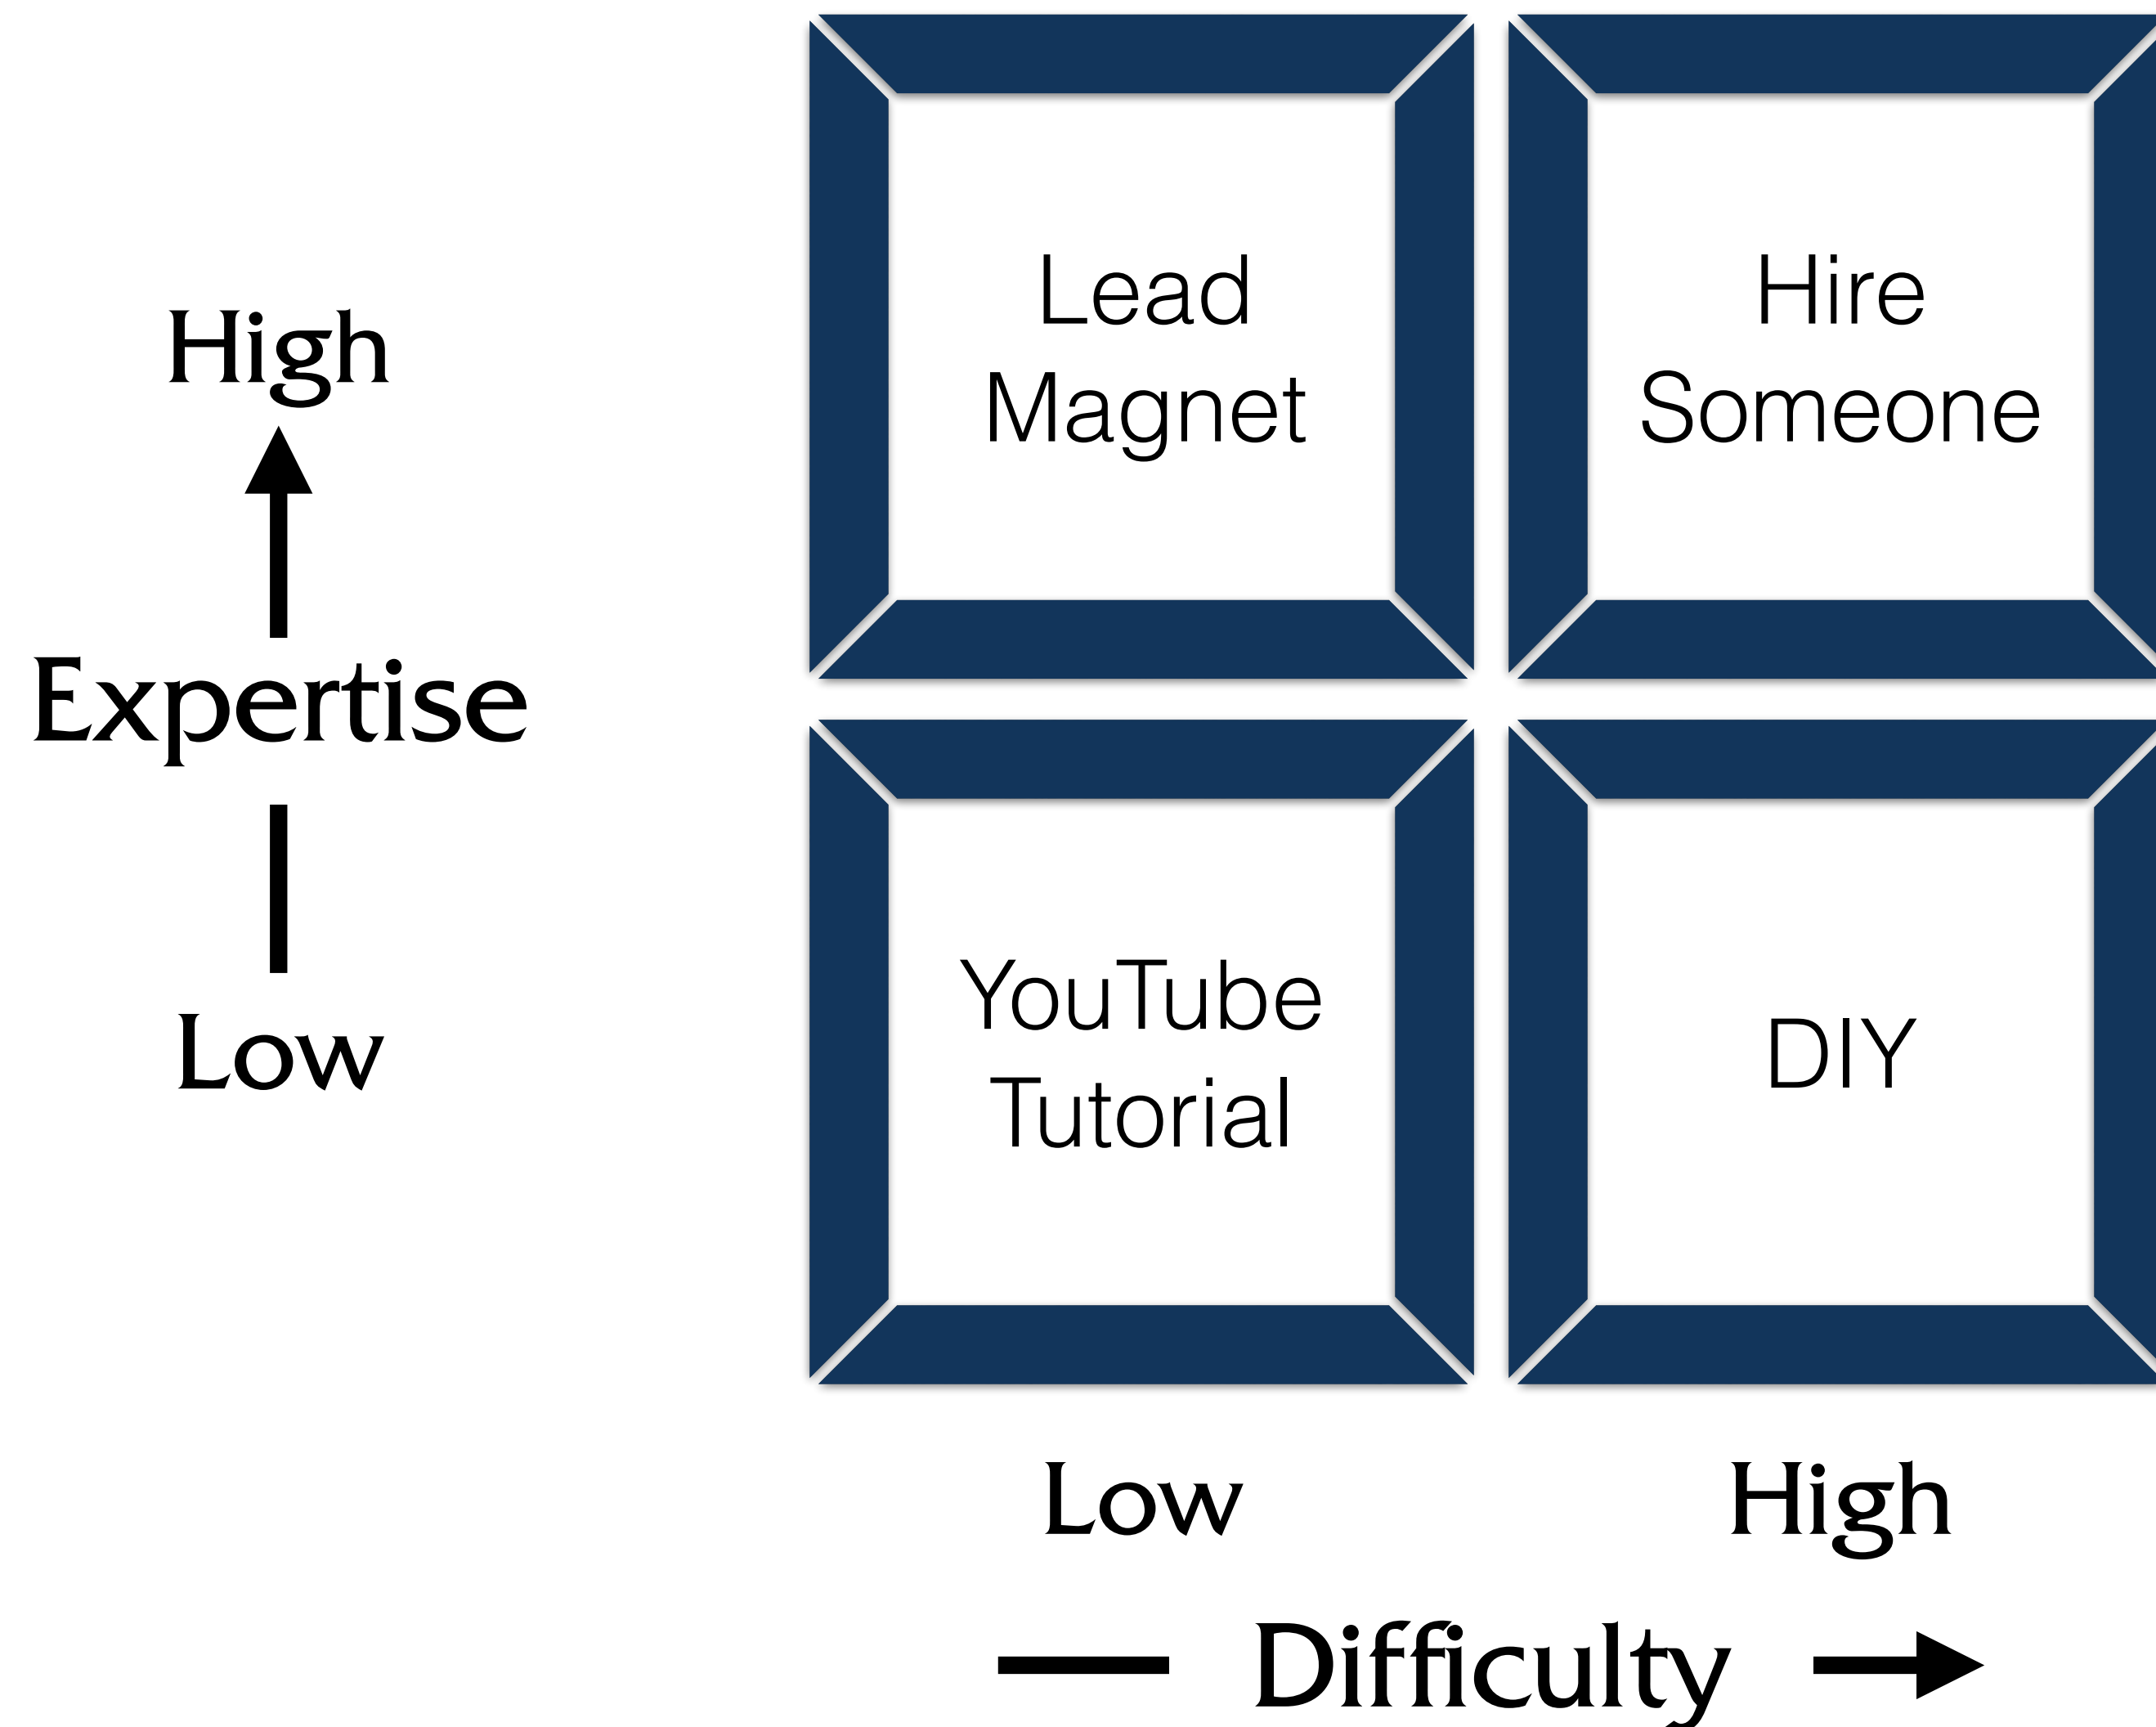 High
Expertise
Low
Lead
Magnet
Hire
Someone
YouTube
Tutorial
DIY
Low
High
Difficulty